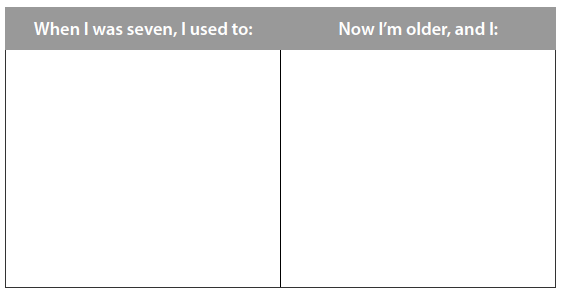 When I was seven, I used to: Now I'm older, and I: